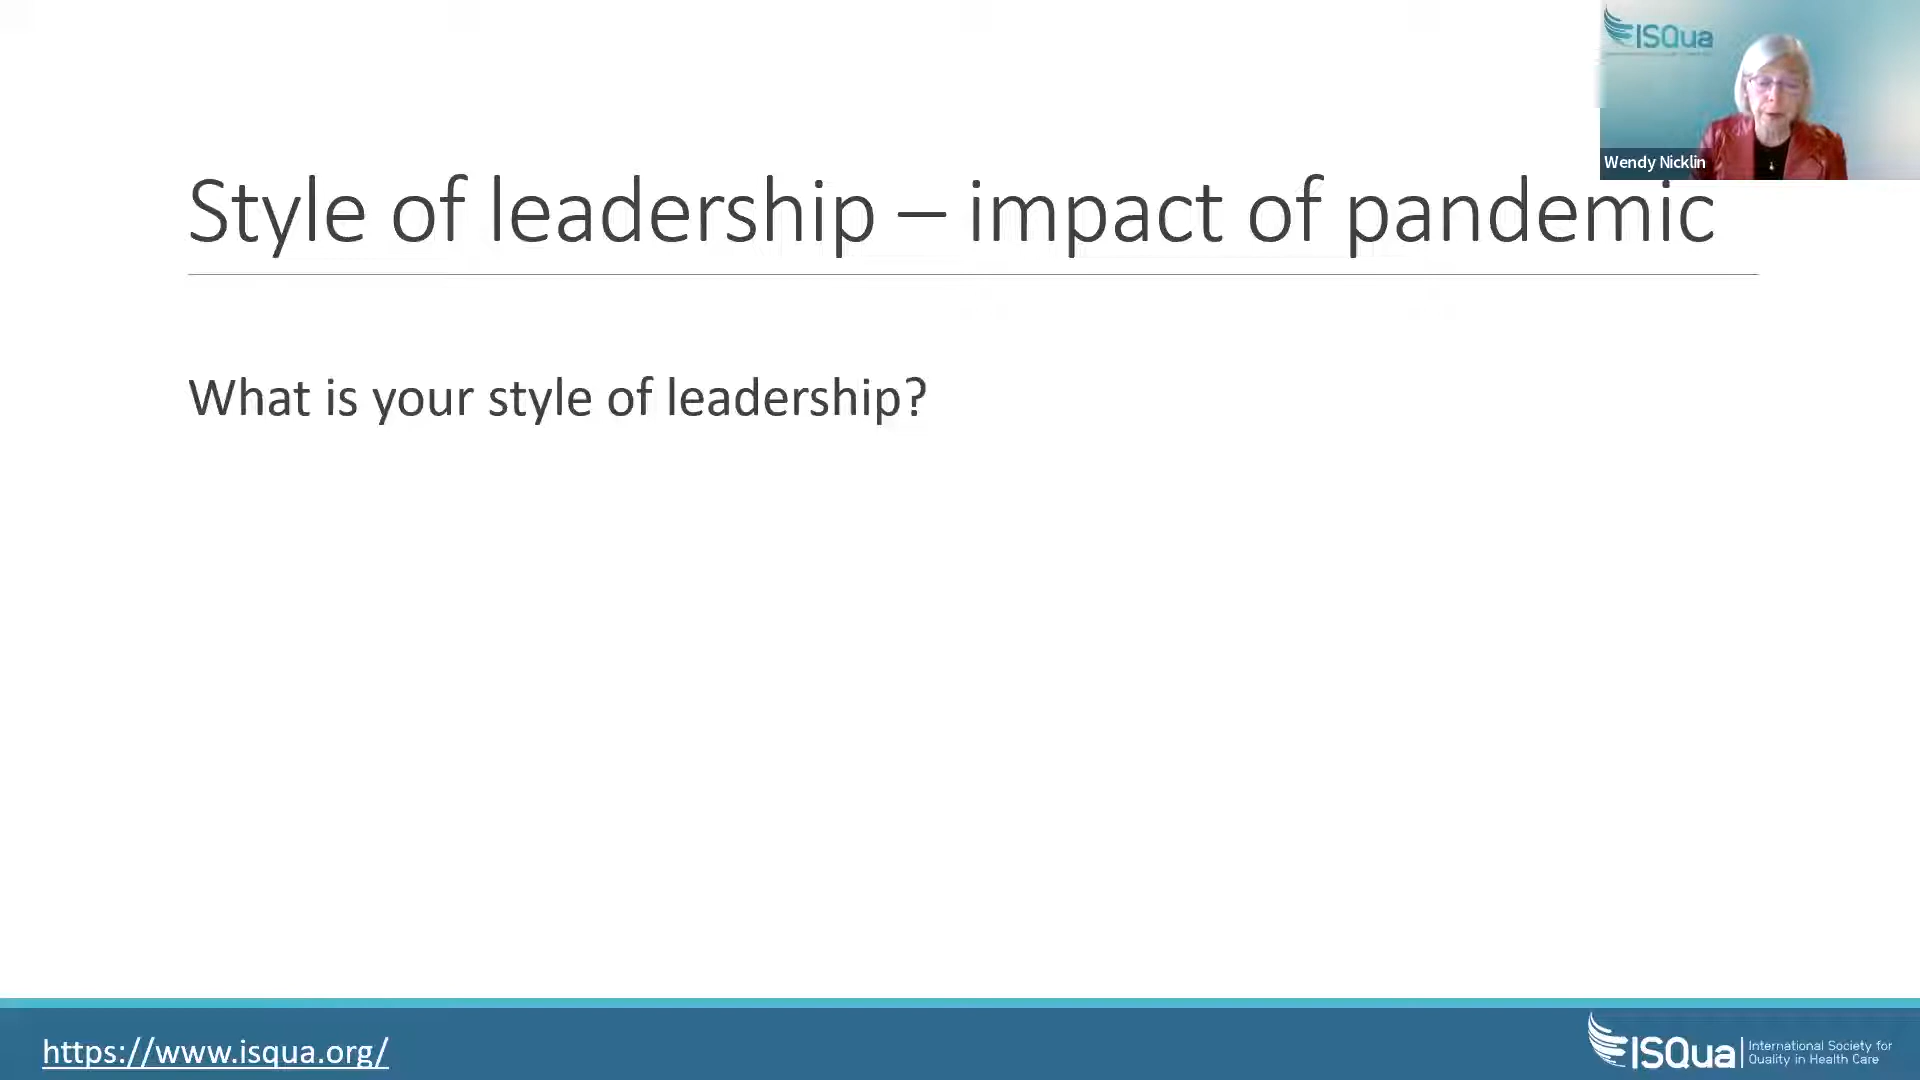 ISQua
Wendy Nicklin
Style of leadership – impact of pandemic
What is your style of leadership?
https://www.isqua.org/
ISQua
International Society for
Quality in Health Care